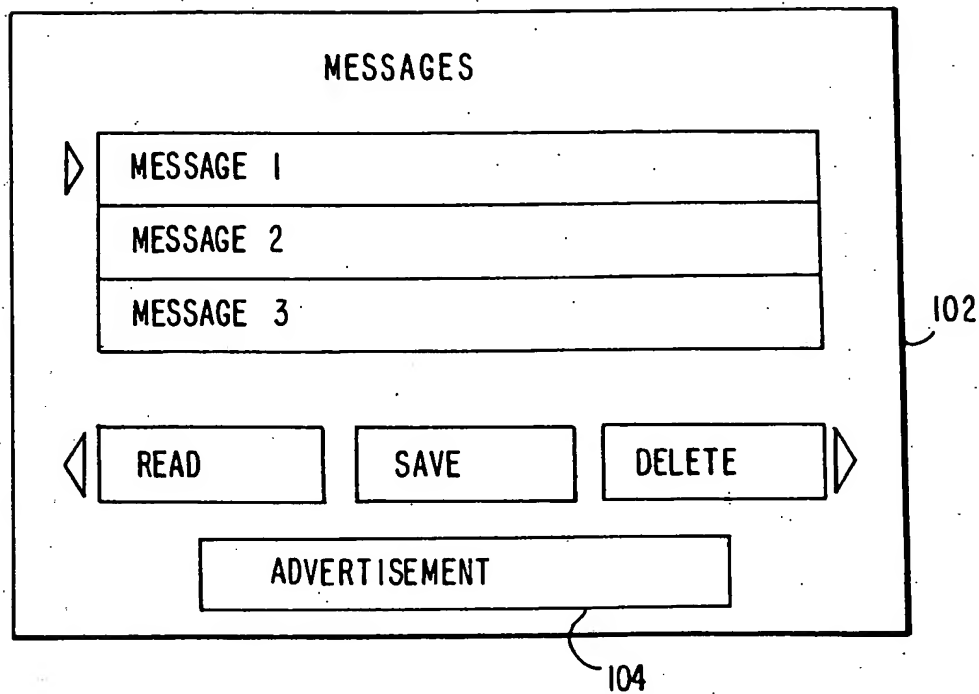 MESSAGES
MESSAGE 1
MESSAGE 2
MESSAGE 3
102
READ SAVE DELETE
ADVERTISEMENT
104